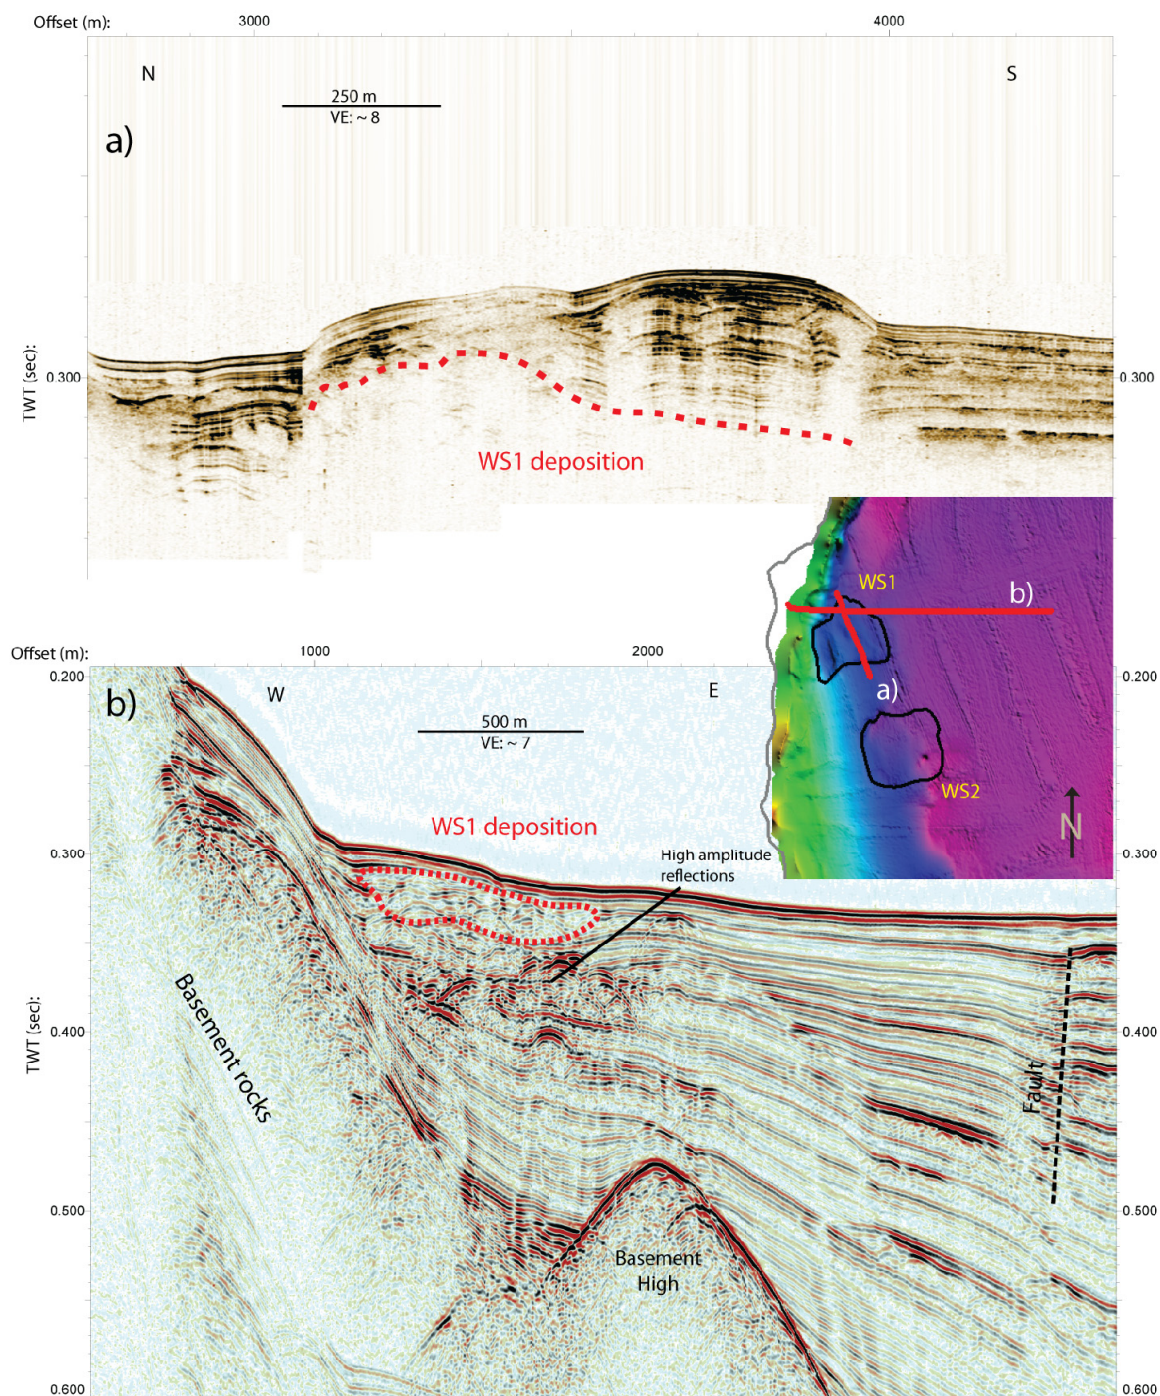 Offset (m):
3000
4000
N
S
250 m
VE: ~ 8
a)
TWT (sec):
0.300
0.300
WS1 deposition
WS1
b)
a)
WS2
N
Offset (m):
1000
2000
0.200
0.200
b)
W
E
500 m
VE: ~ 7
WS1 deposition
High amplitude
reflections
0.300
0.300
Basement rocks
TWT (sec):
0.400
0.400
Fault
0.500
0.500
Basement
High
0.600
0.600